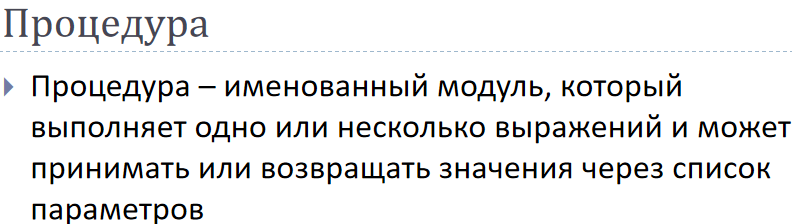 Процедура
Процедура – именованный модуль, который
выполняет одно или несколько выражений и может
принимать или возвращать значения через список
параметров